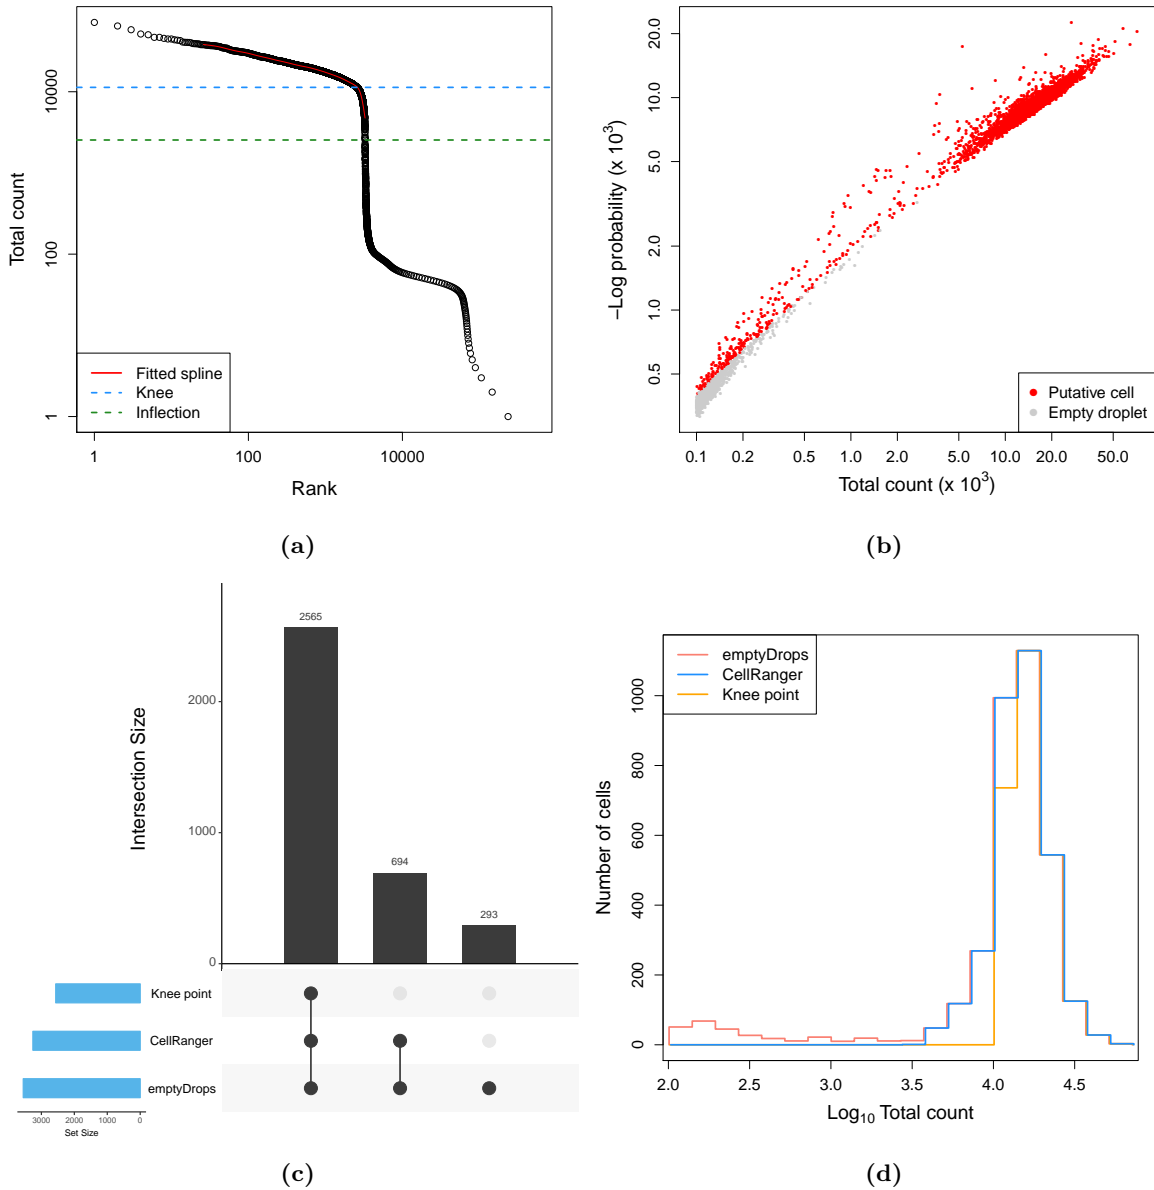 10000
100
1
Total count
Fitted spline
Knee
Inflection
1
100
10000
Rank
(a)
20.0
10.0
5.0
2.0
1.0
0.5
−Log probability (x 10³)
Putative cell
Empty droplet
0.1
0.2
0.5
1.0
2.0
5.0
10.0
20.0
50.0
Total count (x 10³)
(b)
2565
694
293
2000
1000
0
Intersection Size
Knee point
CellRanger
emptyDrops
3000
2000
1000
0
Set Size
(c)
emptyDrops
CellRanger
Knee point
1000
800
600
400
200
0
Number of cells
2.0
2.5
3.0
3.5
4.0
4.5
Log₁₀ Total count
(d)